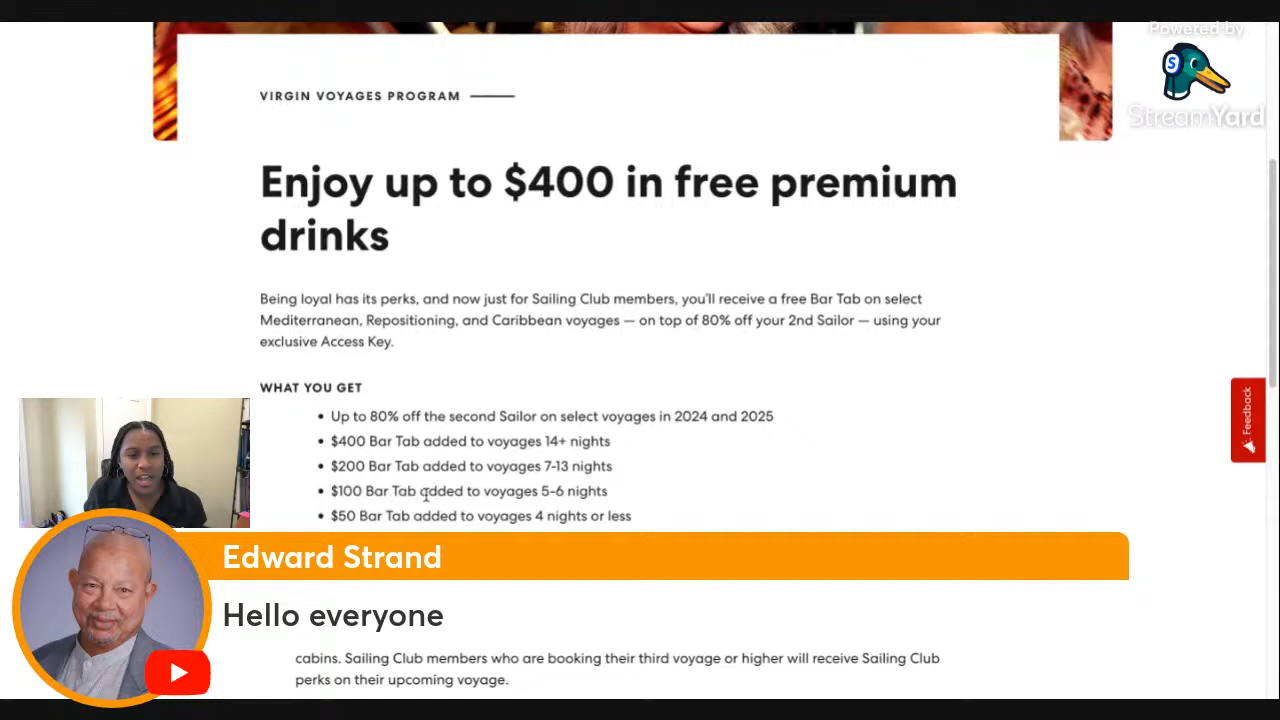 Powered by
S
StreamYard
VIRGIN VOYAGES PROGRAM
Enjoy up to $400 in free premium
drinks
Being loyal has its perks, and now just for Sailing Club members, you'll receive a free Bar Tab on select
Mediterranean, Repositioning, and Caribbean voyages — on top of 80% off your 2nd Sailor — using your
exclusive Access Key.
WHAT YOU GET
• Up to 80% off the second Sailor on select voyages in 2024 and 2025
• $400 Bar Tab added to voyages 14+ nights
• $200 Bar Tab added to voyages 7-13 nights
• $100 Bar Tab added to voyages 5-6 nights
• $50 Bar Tab added to voyages 4 nights or less
Feedback
Edward Strand
Hello everyone
cabins. Sailing Club members who are booking their third voyage or higher will receive Sailing Club
perks on their upcoming voyage.